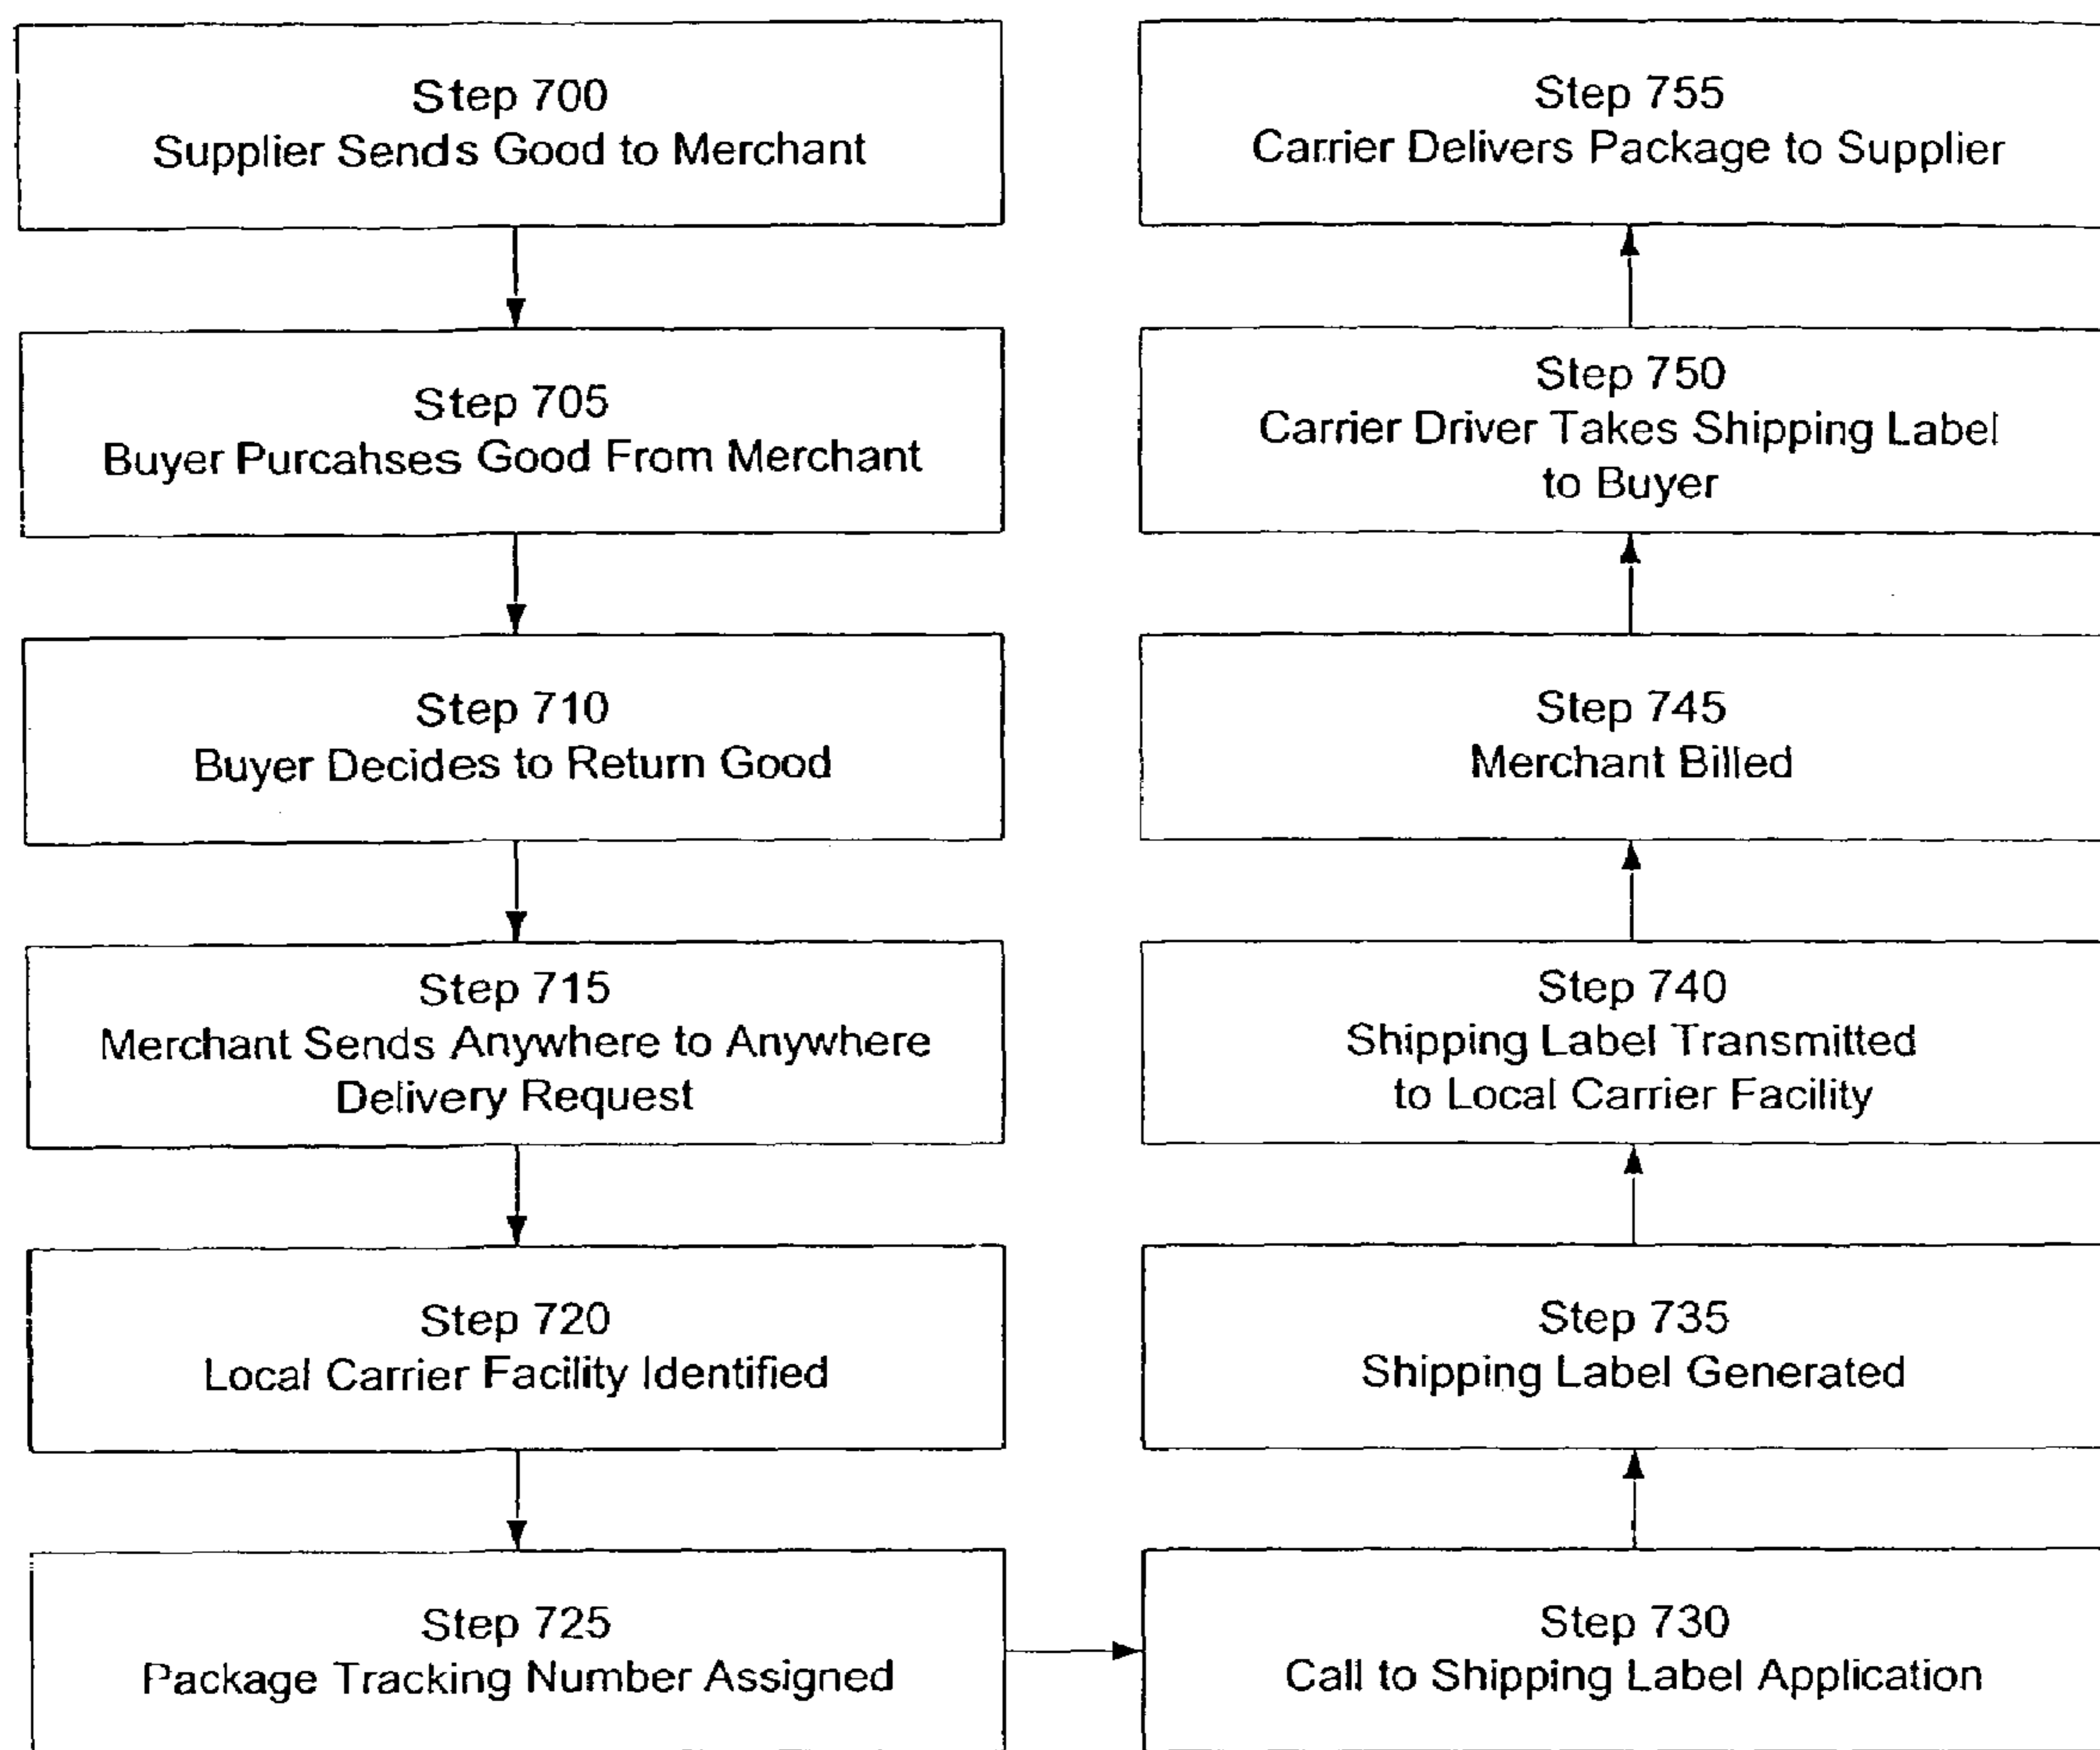 Step 700
Supplier Sends Good to Merchant
Step 705
Buyer Purcahses Good From Merchant
Step 710
Buyer Decides to Return Good
Step 715
Merchant Sends Anywhere to Anywhere
Delivery Request
Step 720
Local Carrier Facility Identified
Step 725
Package Tracking Number Assigned
Step 730
Call to Shipping Label Application
Step 735
Shipping Label Generated
Step 740
Shipping Label Transmitted
to Local Carrier Facility
Step 745
Merchant Billed
Step 750
Carrier Driver Takes Shipping Label
to Buyer
Step 755
Carrier Delivers Package to Supplier